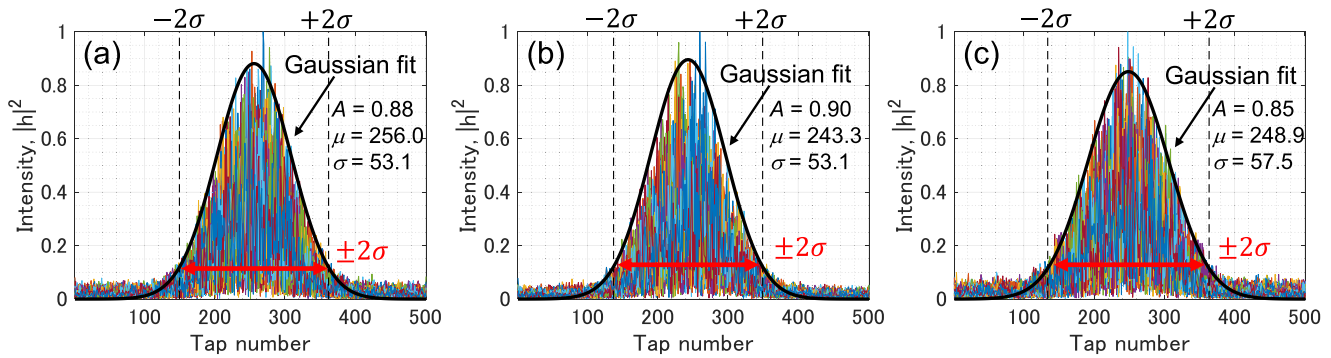 −2σ +2σ
(a)
Gaussian fit
A = 0.88
μ = 256.0
σ = 53.1
±2σ
Intensity, |h|²
1
0.8
0.6
0.4
0.2
0
100 200 300 400 500
Tap number
−2σ +2σ
(b)
Gaussian fit
A = 0.90
μ = 243.3
σ = 53.1
±2σ
Intensity, |h|²
1
0.8
0.6
0.4
0.2
0
100 200 300 400 500
Tap number
−2σ +2σ
(c)
Gaussian fit
A = 0.85
μ = 248.9
σ = 57.5
±2σ
Intensity, |h|²
1
0.8
0.6
0.4
0.2
0
100 200 300 400 500
Tap number